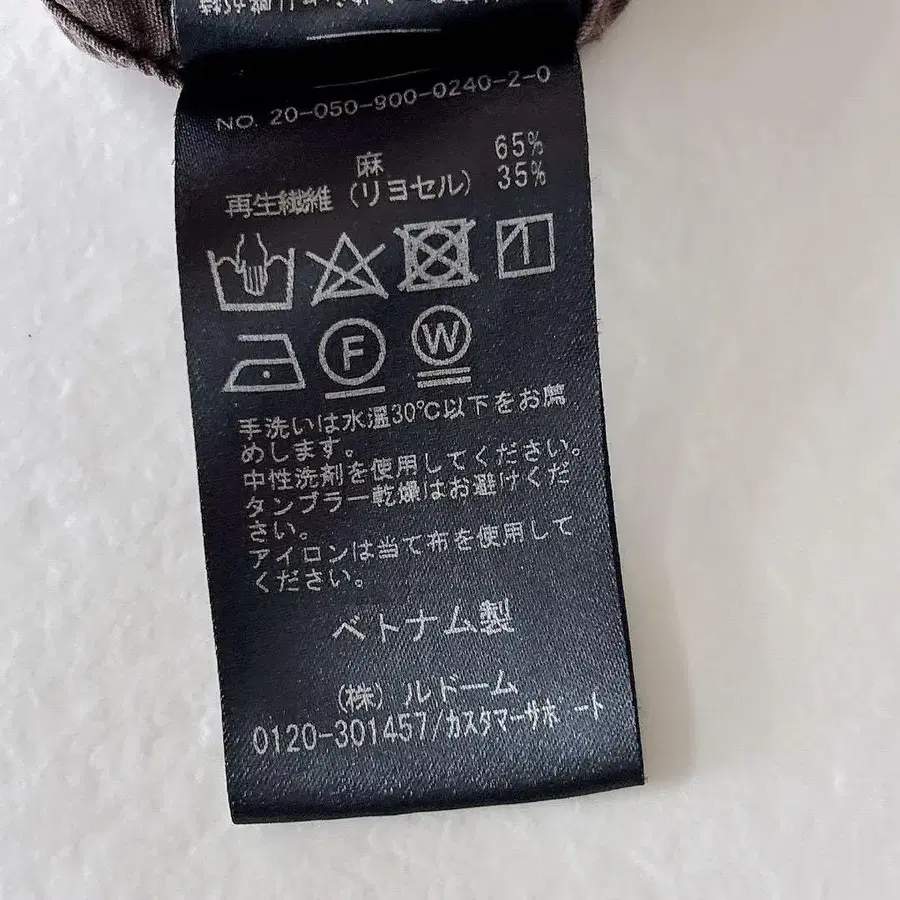 NO. 20-050-900-0240-2-0
麻 65%
再生繊維（リヨセル） 35%
F
W
手洗いは水温30℃以下をお薦
めします。
中性洗剤を使用してください。
タンブラー乾燥はお避けくだ
さい。
アイロンは当て布を使用して
ください。
ベトナム製
（株）ルドーム
0120-301457/カスタマーサポート